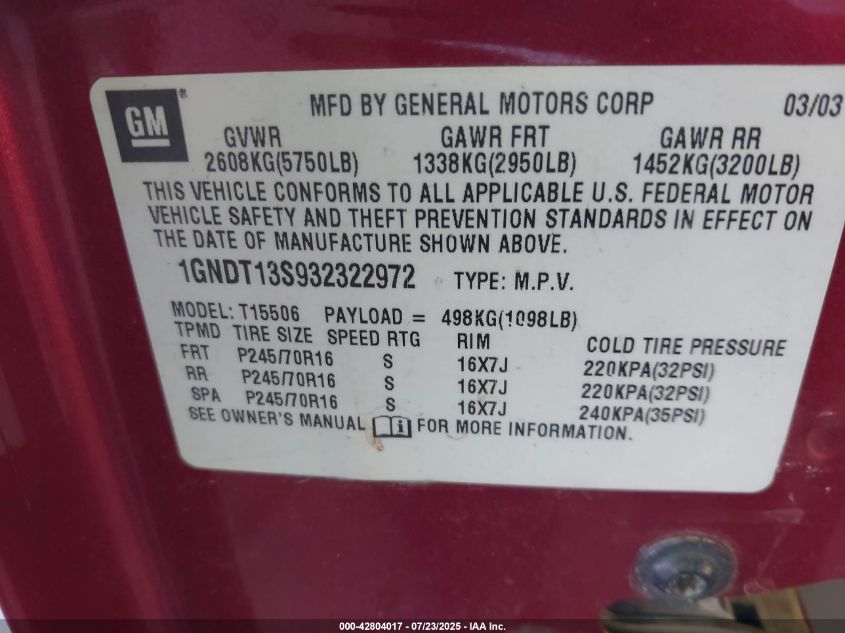 GM®
MFD BY GENERAL MOTORS CORP 03/03
GVWR GAWR FRT GAWR RR
2608KG(5750LB) 1338KG(2950LB) 1452KG(3200LB)
THIS VEHICLE CONFORMS TO ALL APPLICABLE U.S. FEDERAL MOTOR
VEHICLE SAFETY AND THEFT PREVENTION STANDARDS IN EFFECT ON
THE DATE OF MANUFACTURE SHOWN ABOVE.
1GNDT13S932322972 TYPE: M.P.V.
MODEL: T15506 PAYLOAD = 498KG(1098LB)
TPMD TIRE SIZE SPEED RTG RIM COLD TIRE PRESSURE
FRT P245/70R16 S 16X7J 220KPA(32PSI)
RR P245/70R16 S 16X7J 220KPA(32PSI)
SPA P245/70R16 S 16X7J 240KPA(35PSI)
SEE OWNER'S MANUAL i FOR MORE INFORMATION.
000-42804017 - 07/23/2025 - IAA Inc.